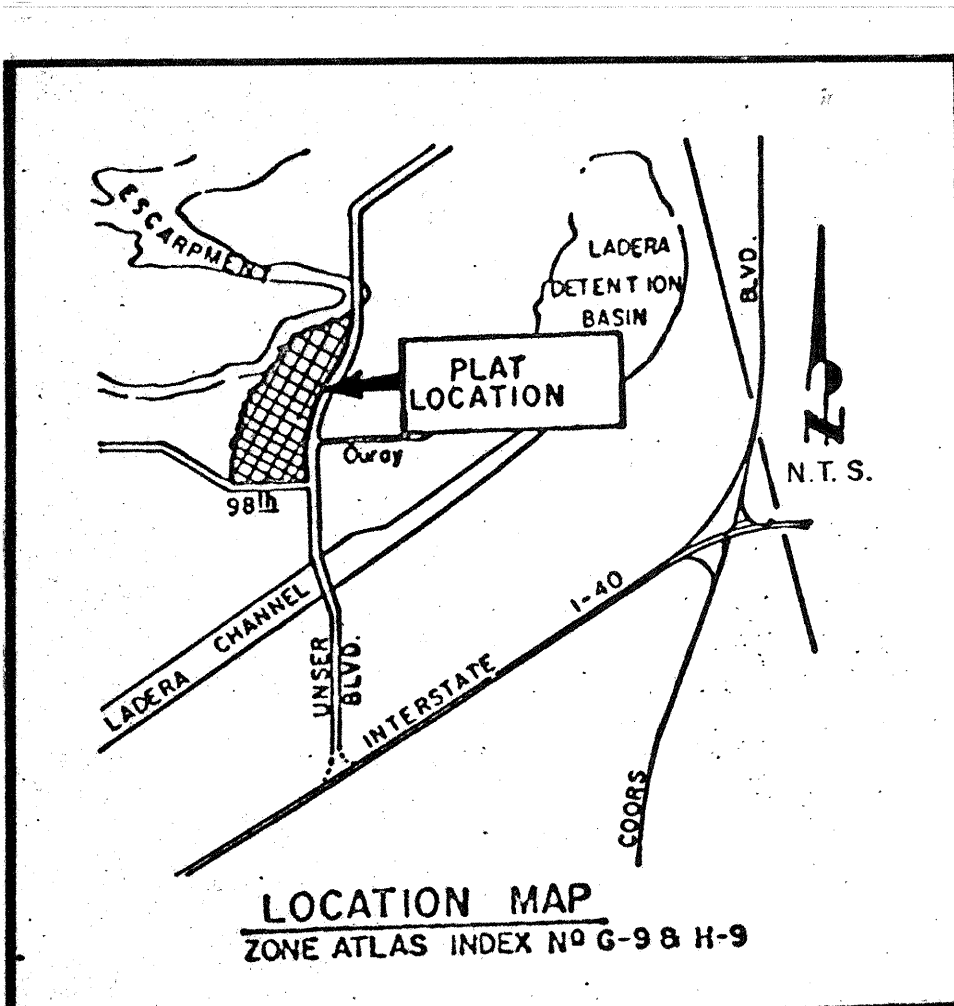 ESCARPMENT
LADERA
DETENTION
BASIN
BLVD.
PLAT
LOCATION
Ouray
N
N.T.S.
98th
I-40
LADERA CHANNEL
UNSER
BLVD.
INTERSTATE
COORS
LOCATION MAP
ZONE ATLAS INDEX Nº G-9 & H-9